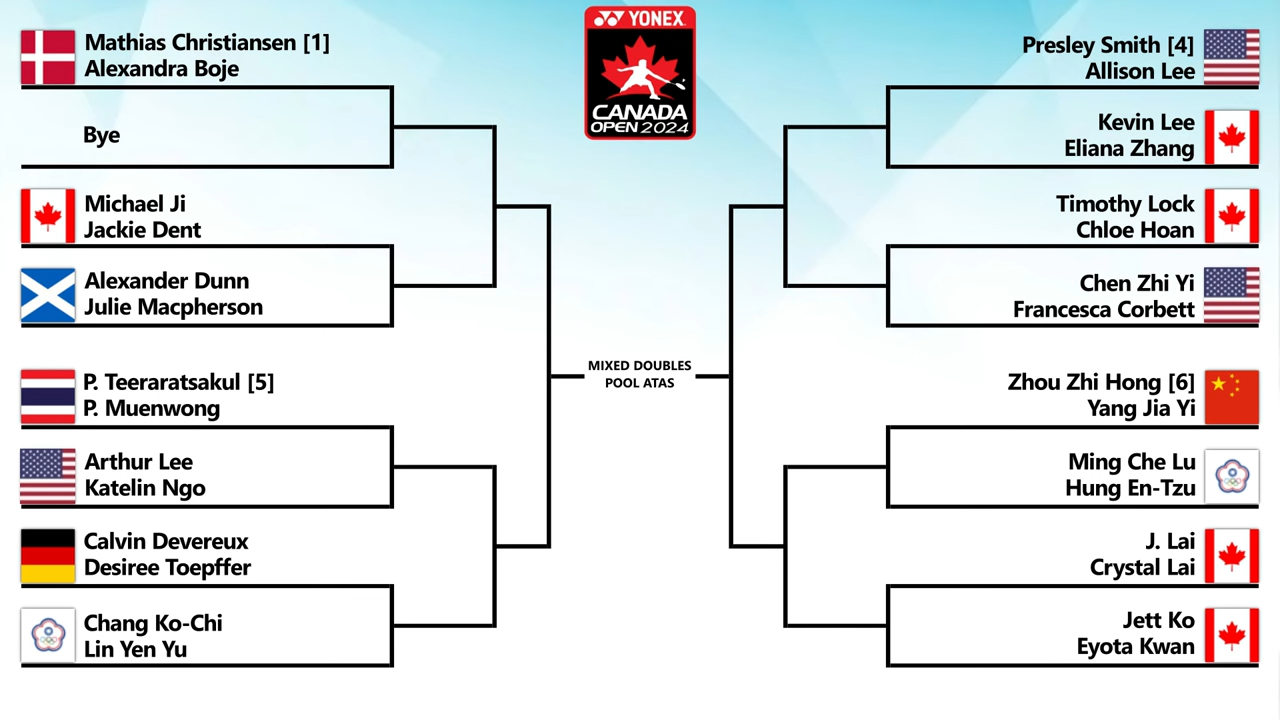 Mathias Christiansen [1]
Alexandra Boje
Bye
Michael Ji
Jackie Dent
Alexander Dunn
Julie Macpherson
P. Teeraratsakul [5]
P. Muenwong
Arthur Lee
Katelin Ngo
Calvin Devereux
Desiree Toepffer
Chang Ko-Chi
Lin Yen Yu
YONEX
CANADA
OPEN 2024
MIXED DOUBLES
POOL ATAS
Presley Smith [4]
Allison Lee
Kevin Lee
Eliana Zhang
Timothy Lock
Chloe Hoan
Chen Zhi Yi
Francesca Corbett
Zhou Zhi Hong [6]
Yang Jia Yi
Ming Che Lu
Hung En-Tzu
J. Lai
Crystal Lai
Jett Ko
Eyota Kwan